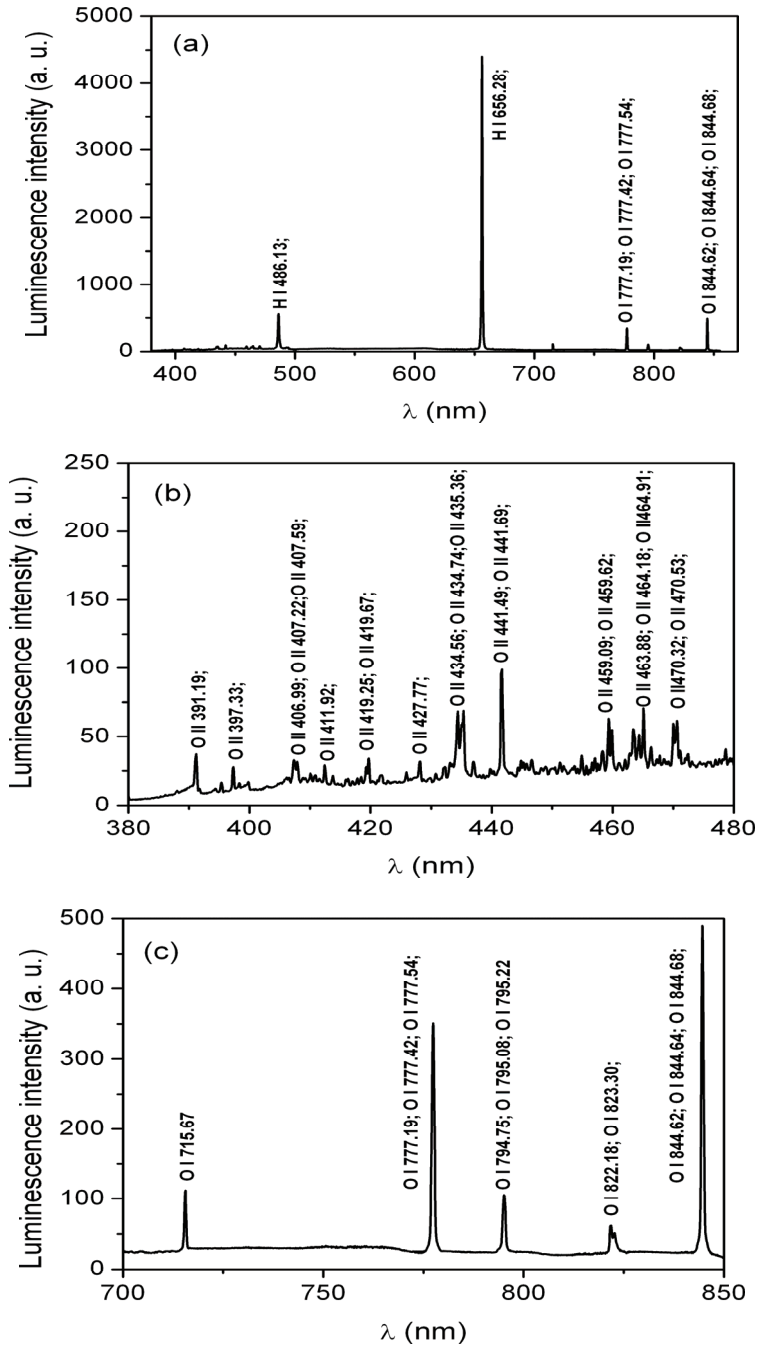 (a)
Luminescence intensity (a. u.)
5000
4000
3000
2000
1000
0
H I 486.13;
H I 656.28;
O I 777.19; O I 777.42; O I 777.54;
O I 844.62; O I 844.64; O I 844.68;
400 500 600 700 800
λ (nm)
(b)
Luminescence intensity (a. u.)
250
200
150
100
50
0
O II 391.19;
O II 397.33;
O II 406.99; O II 407.22;O II 407.59;
O II 411.92;
O II 419.25; O II 419.67;
O II 427.77;
O II 434.56; O II 434.74;O II 435.36;
O II 441.49; O II 441.69;
O II 459.09; O II 459.62;
O II 463.88; O II 464.18; O II464.91;
O II470.32; O II 470.53;
380 400 420 440 460 480
λ (nm)
(c)
Luminescence intensity (a. u.)
500
400
300
200
100
0
O I 715.67
O I 777.19; O I 777.42; O I 777.54;
O I 794.75; O I 795.08; O I 795.22
O I 822.18; O I 823.30;
O I 844.62; O I 844.64; O I 844.68;
700 750 800 850
λ (nm)